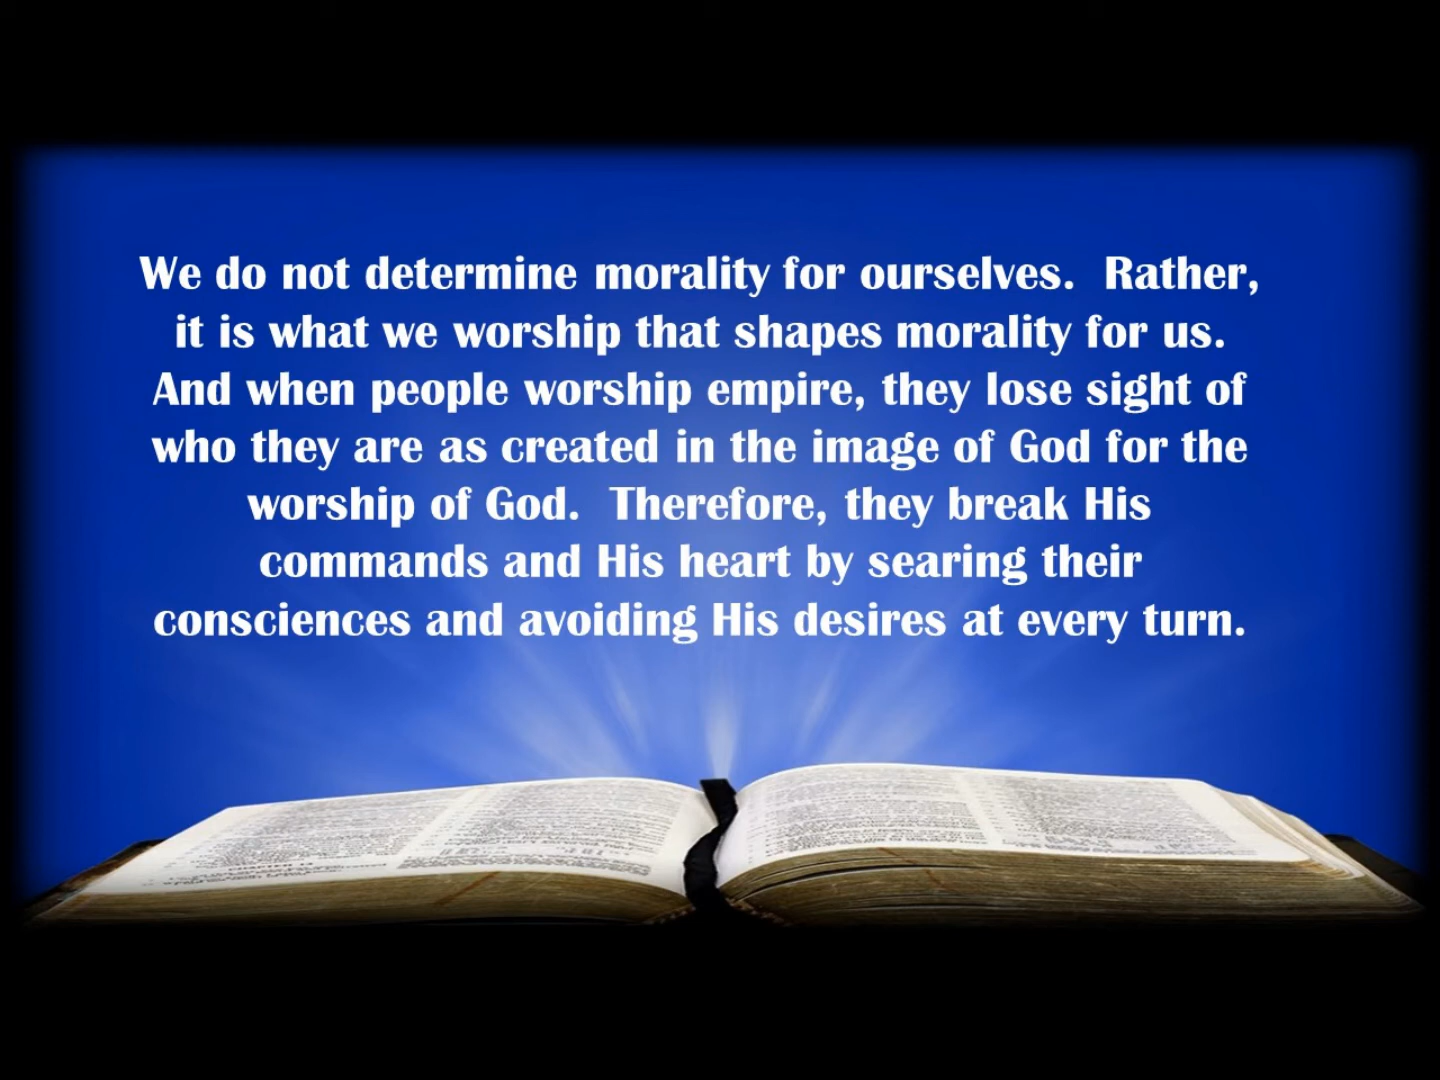 We do not determine morality for ourselves.  Rather,
it is what we worship that shapes morality for us.
And when people worship empire, they lose sight of
who they are as created in the image of God for the
worship of God.  Therefore, they break His
commands and His heart by searing their
consciences and avoiding His desires at every turn.